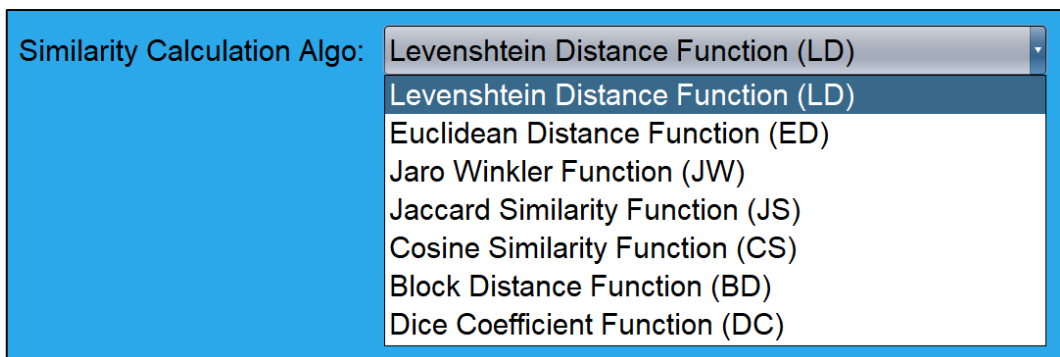 Similarity Calculation Algo: Levenshtein Distance Function (LD)
Levenshtein Distance Function (LD)
Euclidean Distance Function (ED)
Jaro Winkler Function (JW)
Jaccard Similarity Function (JS)
Cosine Similarity Function (CS)
Block Distance Function (BD)
Dice Coefficient Function (DC)